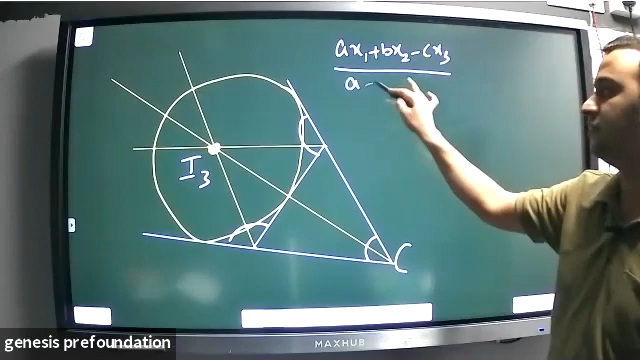 ax₁+bx₂-cx₃
a -
I₃
C
genesis prefoundation
MAXHUB